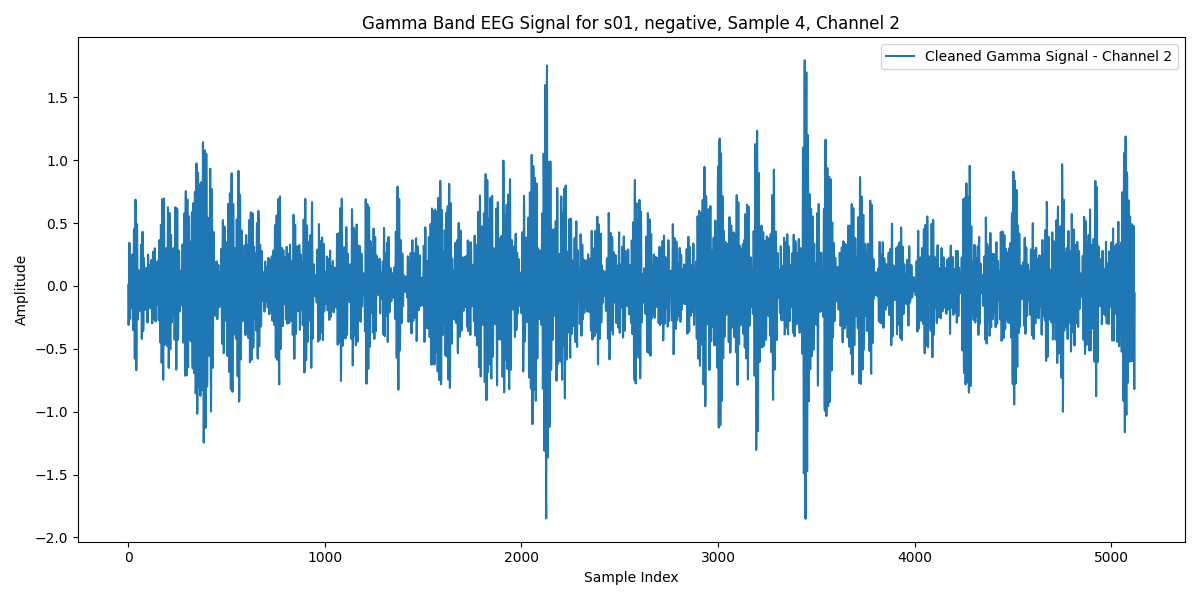 Gamma Band EEG Signal for s01, negative, Sample 4, Channel 2
Cleaned Gamma Signal - Channel 2
Amplitude
1.5
1.0
0.5
0.0
−0.5
−1.0
−1.5
−2.0
0 1000 2000 3000 4000 5000
Sample Index